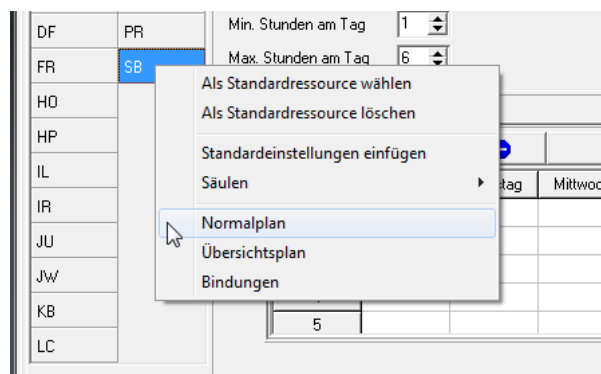 DF
FR
HO
HP
IL
IR
JU
JW
KB
LC
PR
SB
Min. Stunden am Tag 1
Max. Stunden am Tag 6
Als Standardressource wählen
Als Standardressource löschen
Standardeinstellungen einfügen
Säulen
Normalplan
Übersichtsplan
Bindungen
tag Mittwoc
5